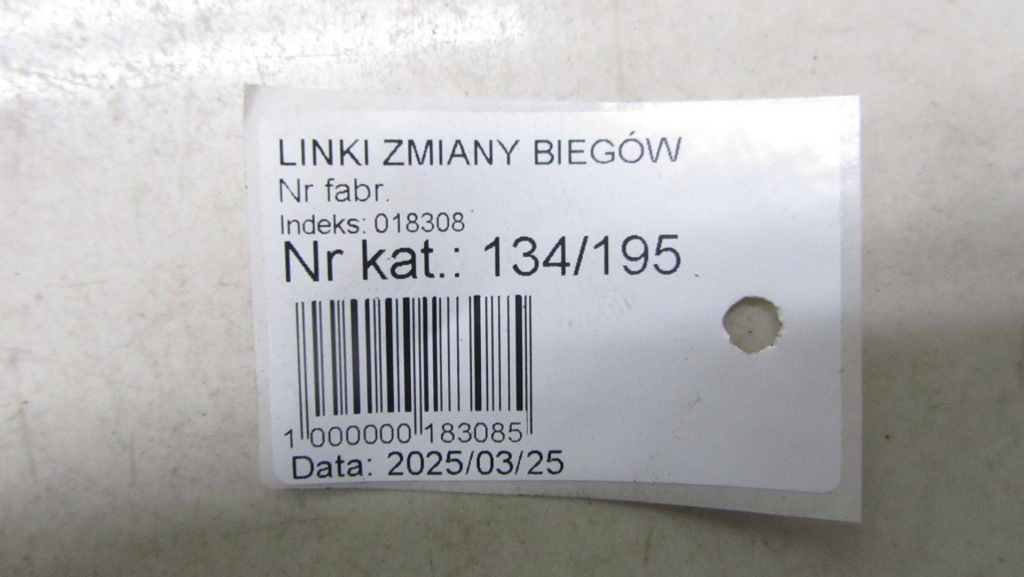 LINKI ZMIANY BIEGÓW
Nr fabr.
Indeks: 018308
Nr kat.: 134/195
1 000000 183085
Data: 2025/03/25